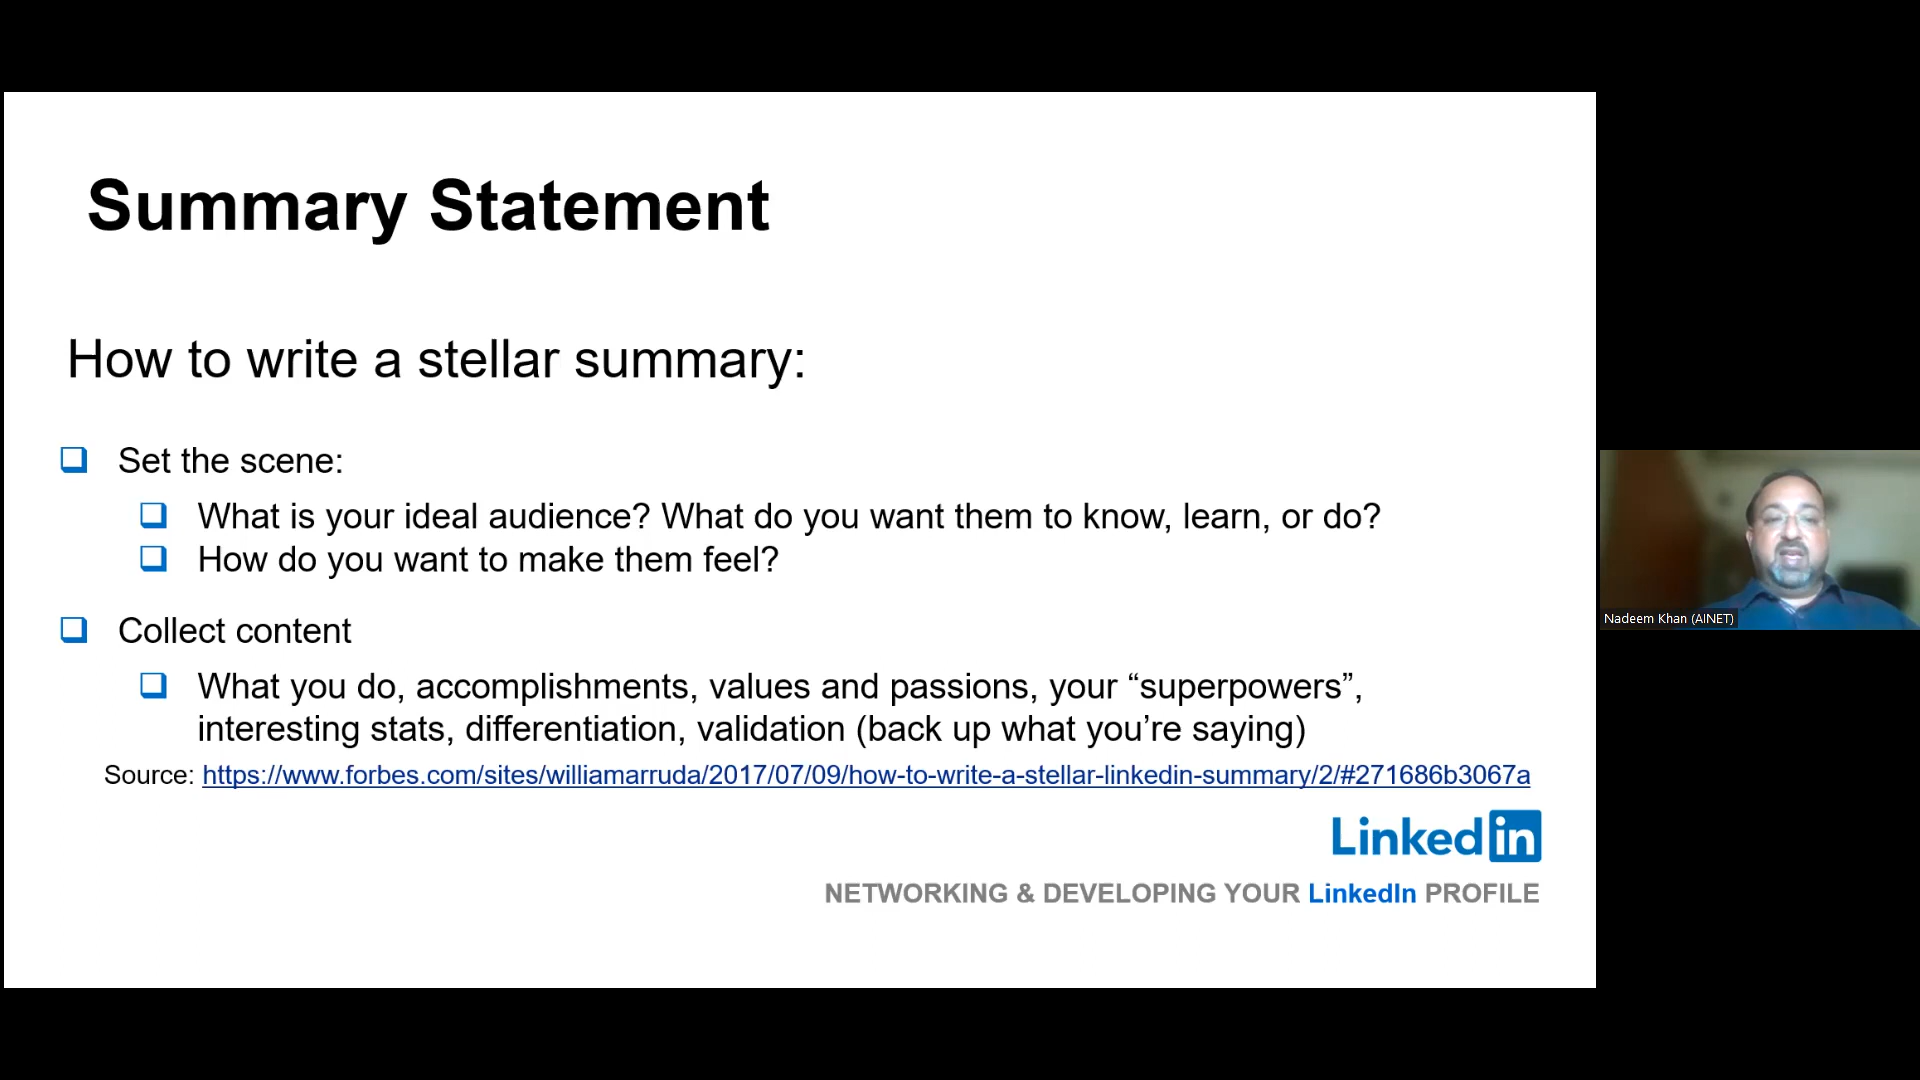 Summary Statement
How to write a stellar summary:
Set the scene:
What is your ideal audience? What do you want them to know, learn, or do?
How do you want to make them feel?
Collect content
What you do, accomplishments, values and passions, your “superpowers”,
interesting stats, differentiation, validation (back up what you’re saying)
Source: https://www.forbes.com/sites/williamarruda/2017/07/09/how-to-write-a-stellar-linkedin-summary/2/#271686b3067a
Linked in
NETWORKING & DEVELOPING YOUR LinkedIn PROFILE
Nadeem Khan (AINET)